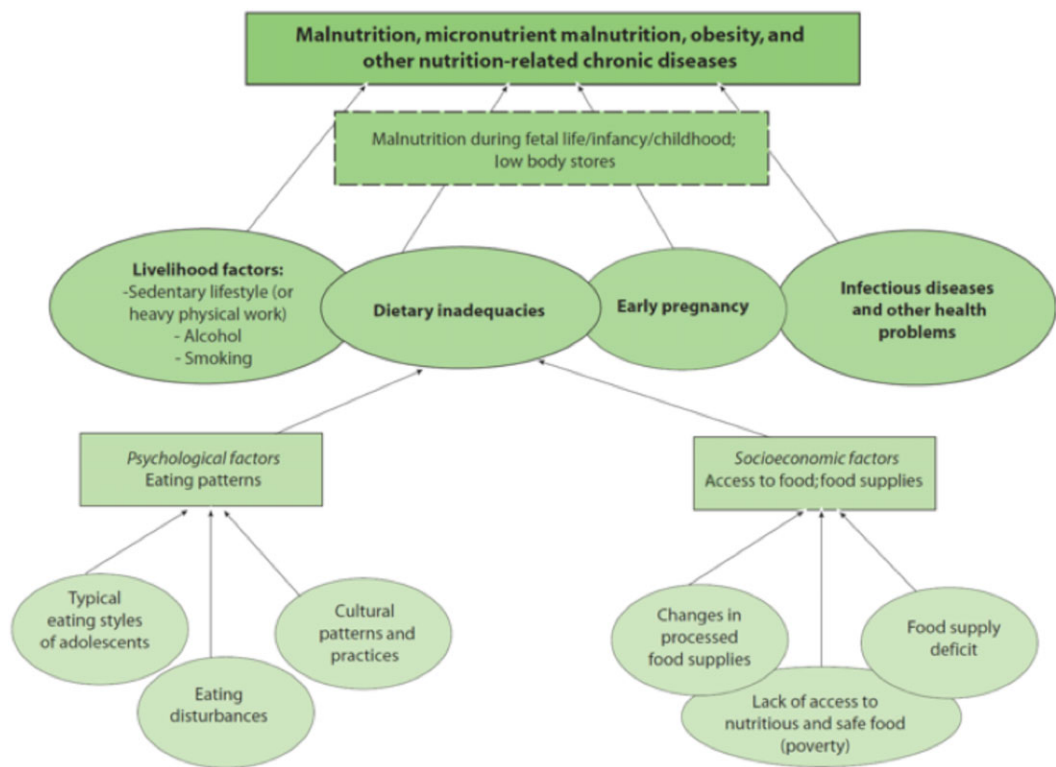 Malnutrition, micronutrient malnutrition, obesity, and
other nutrition-related chronic diseases
Malnutrition during fetal life/infancy/childhood;
low body stores
Livelihood factors:
-Sedentary lifestyle (or
heavy physical work)
- Alcohol
- Smoking
Dietary inadequacies
Early pregnancy
Infectious diseases
and other health
problems
Psychological factors
Eating patterns
Socioeconomic factors
Access to food; food supplies
Typical
eating styles
of adolescents
Eating
disturbances
Cultural
patterns and
practices
Changes in
processed
food supplies
Lack of access to
nutritious and safe food
(poverty)
Food supply
deficit